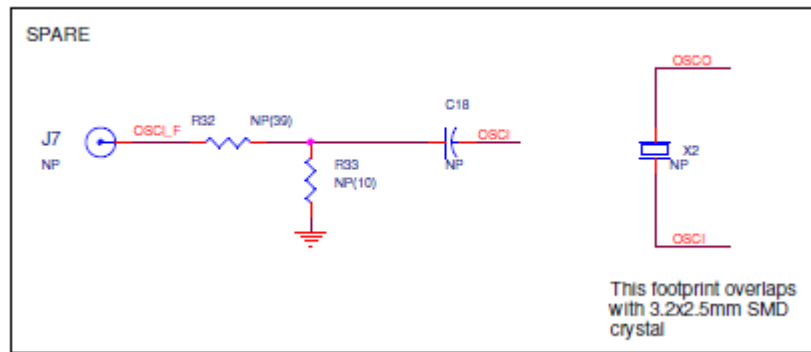 SPARE
OSCO
C18
J7
OSCI_F
R32
NP(39)
OSCI
NP
R33
NP(10)
NP
X2
NP
OSCI
This footprint overlaps
with 3.2x2.5mm SMD
crystal